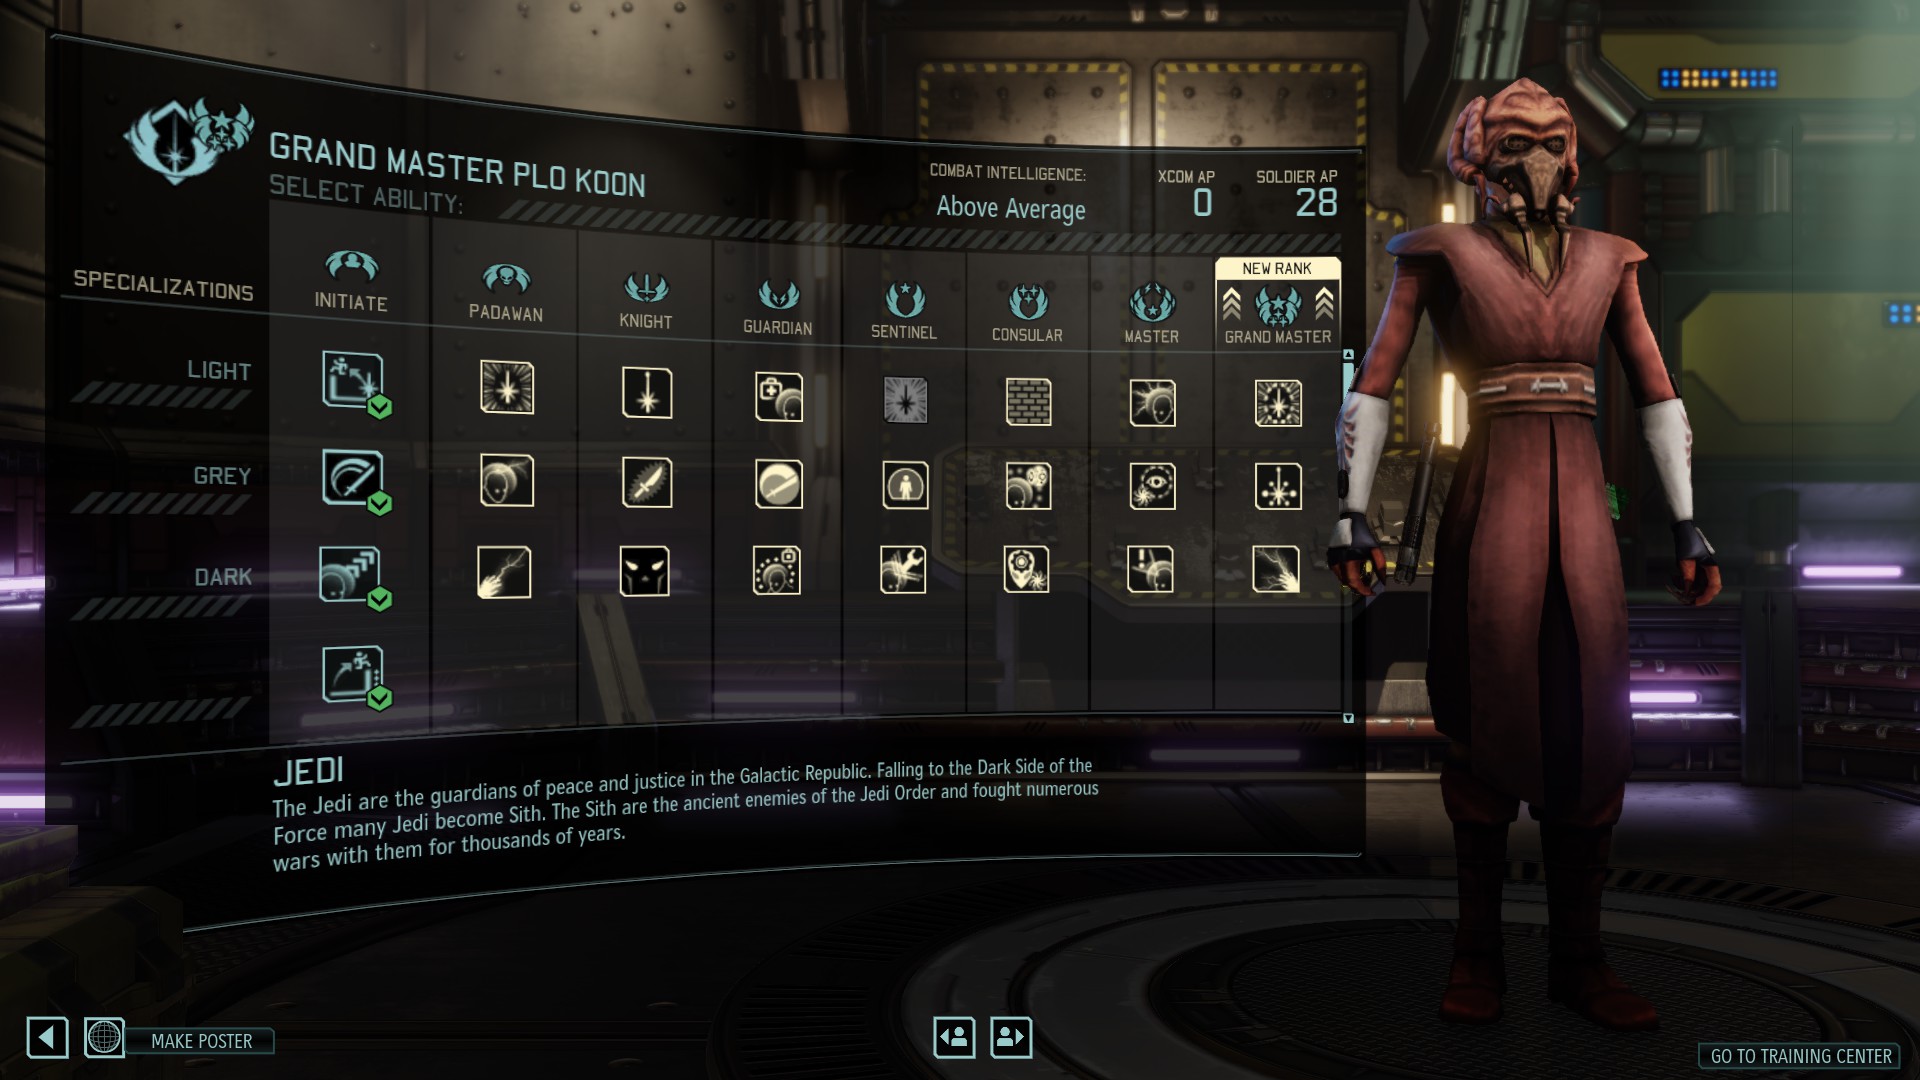 GRAND MASTER PLO KOON
SELECT ABILITY:
COMBAT INTELLIGENCE:
Above Average
XCOM AP
0
SOLDIER AP
28
SPECIALIZATIONS
INITIATE
PADAWAN
KNIGHT
GUARDIAN
SENTINEL
CONSULAR
MASTER
NEW RANK
GRAND MASTER
LIGHT
GREY
DARK
JEDI
The Jedi are the guardians of peace and justice in the Galactic Republic. Falling to the Dark Side of the
Force many Jedi become Sith. The Sith are the ancient enemies of the Jedi Order and fought numerous
wars with them for thousands of years.
MAKE POSTER
GO TO TRAINING CENTER